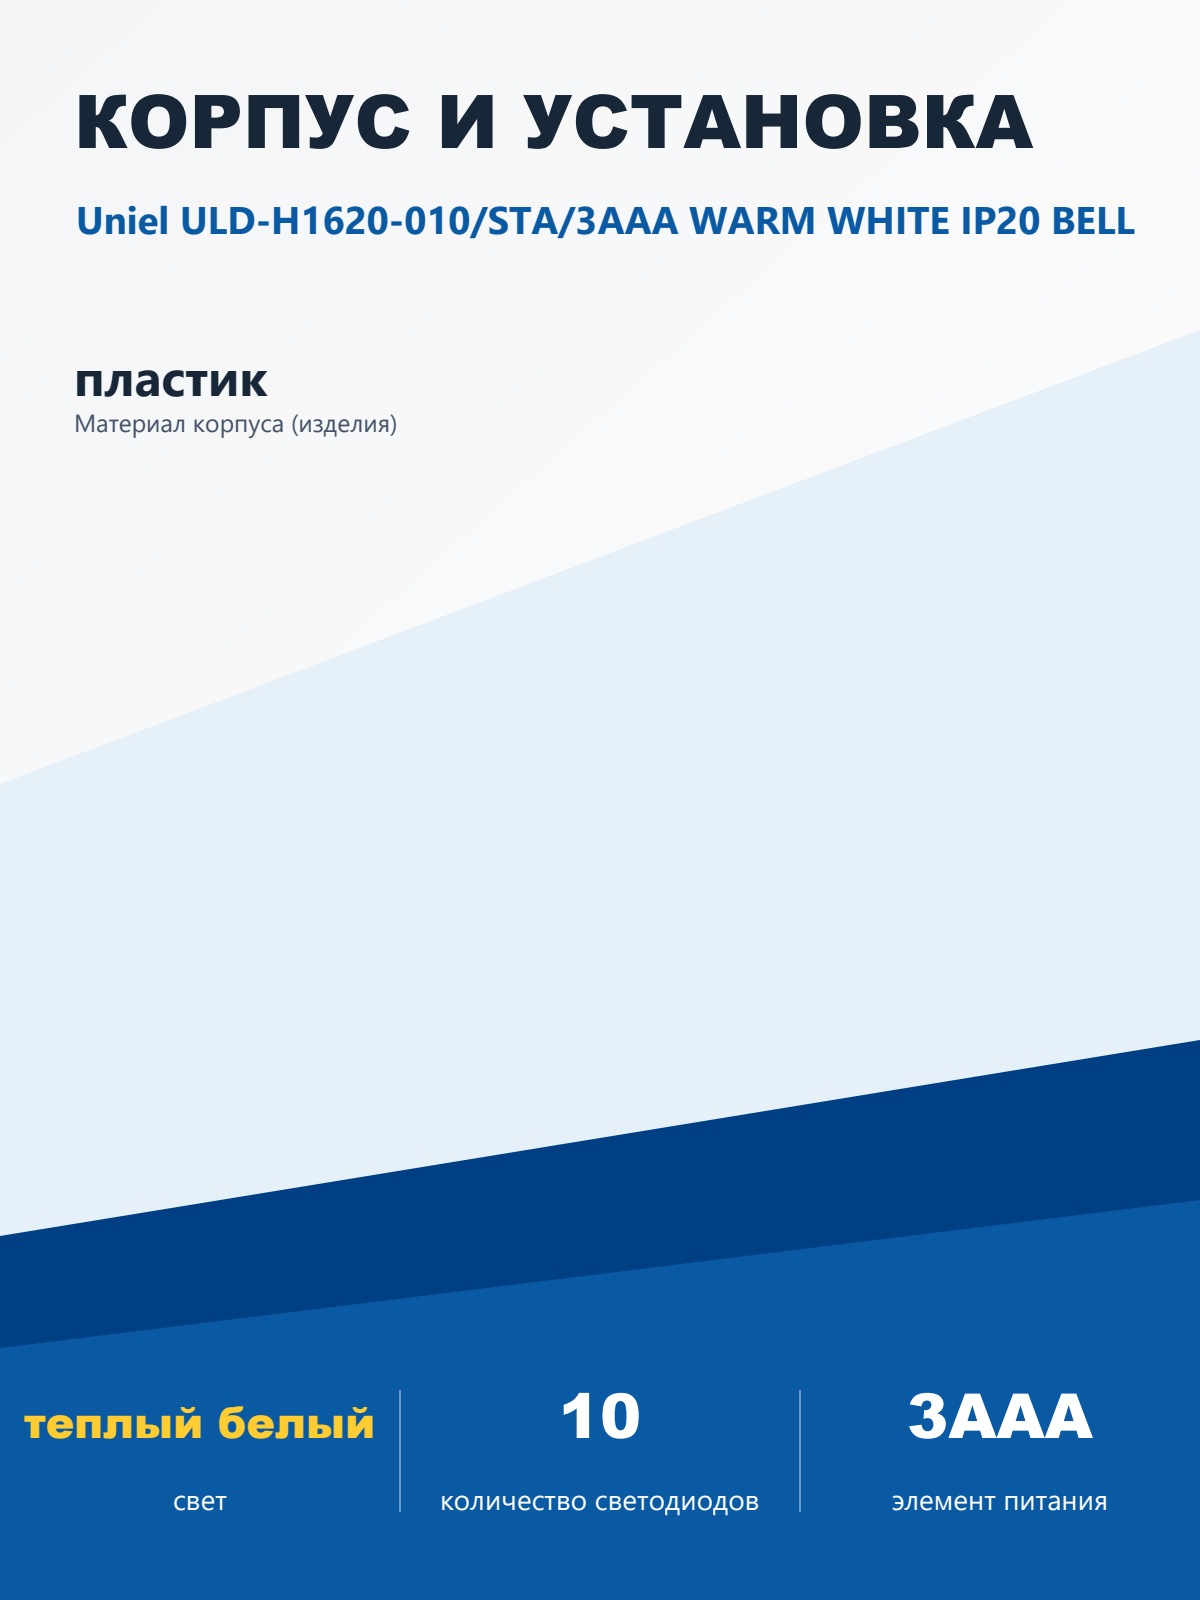 КОРПУС И УСТАНОВКА
Uniel ULD-H1620-010/STA/3AAA WARM WHITE IP20 BELL
пластик
Материал корпуса (изделия)
теплый белый
свет
10
количество светодиодов
3AAA
элемент питания